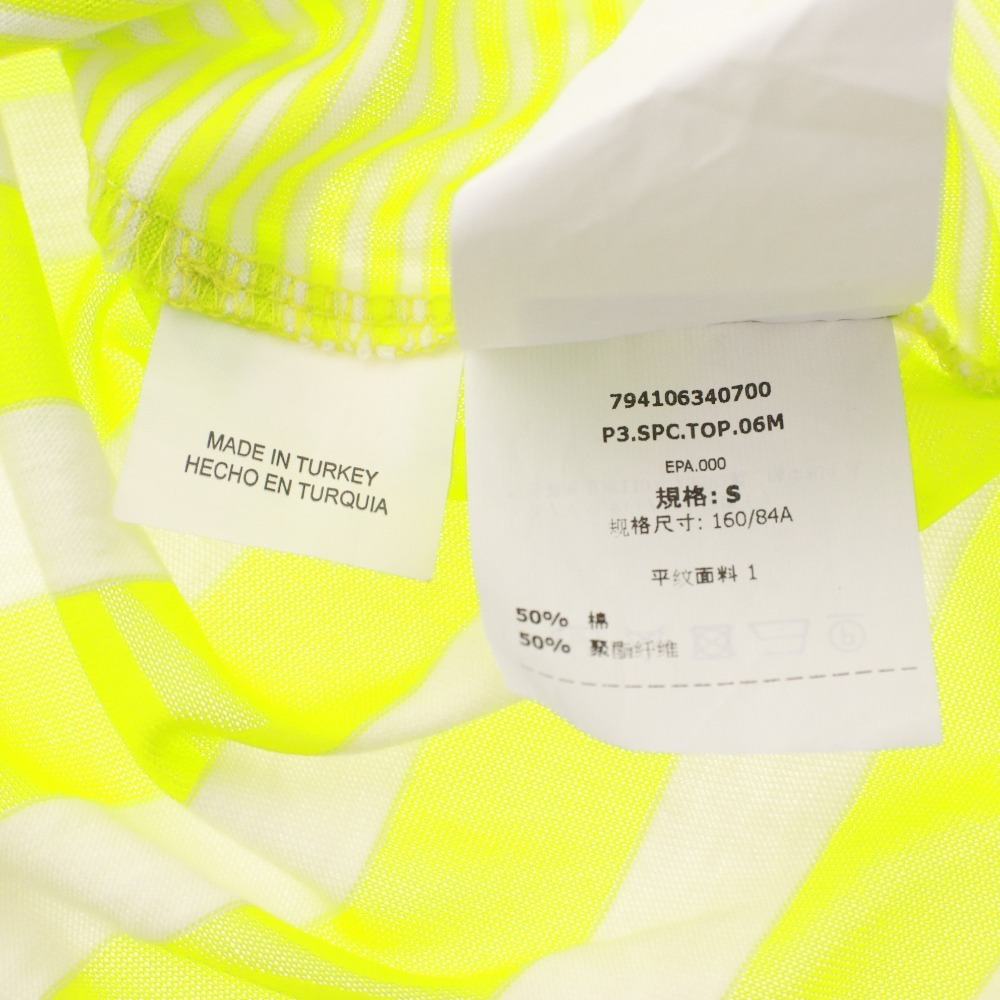 MADE IN TURKEY
HECHO EN TURQUIA
794106340700
P3.SPC.TOP.06M
EPA.000
規格: S
规格尺寸: 160/84A
平纹面料 1
50% 棉
50% 聚酯纤维